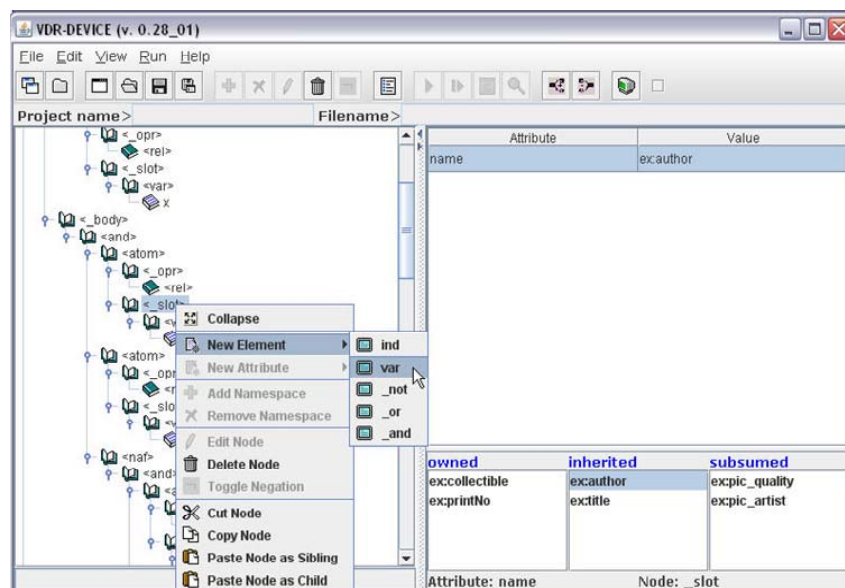 VDR-DEVICE (v. 0.28_01)
File Edit View Run Help
Project name> Filename>
<_opr>
<rel>
<_slot>
<var>
x
<_body>
<and>
<atom>
<_opr>
<rel>
<_slot>
<atom>
<naf>
<and>
Collapse
New Element
New Attribute
Add Namespace
Remove Namespace
Edit Node
Delete Node
Toggle Negation
Cut Node
Copy Node
Paste Node as Sibling
Paste Node as Child
ind
var
_not
_or
_and
Attribute Value
name ex:author
owned inherited subsumed
ex:collectible ex:author ex:pic_quality
ex:printNo ex:title ex:pic_artist
Attribute: name Node: _slot